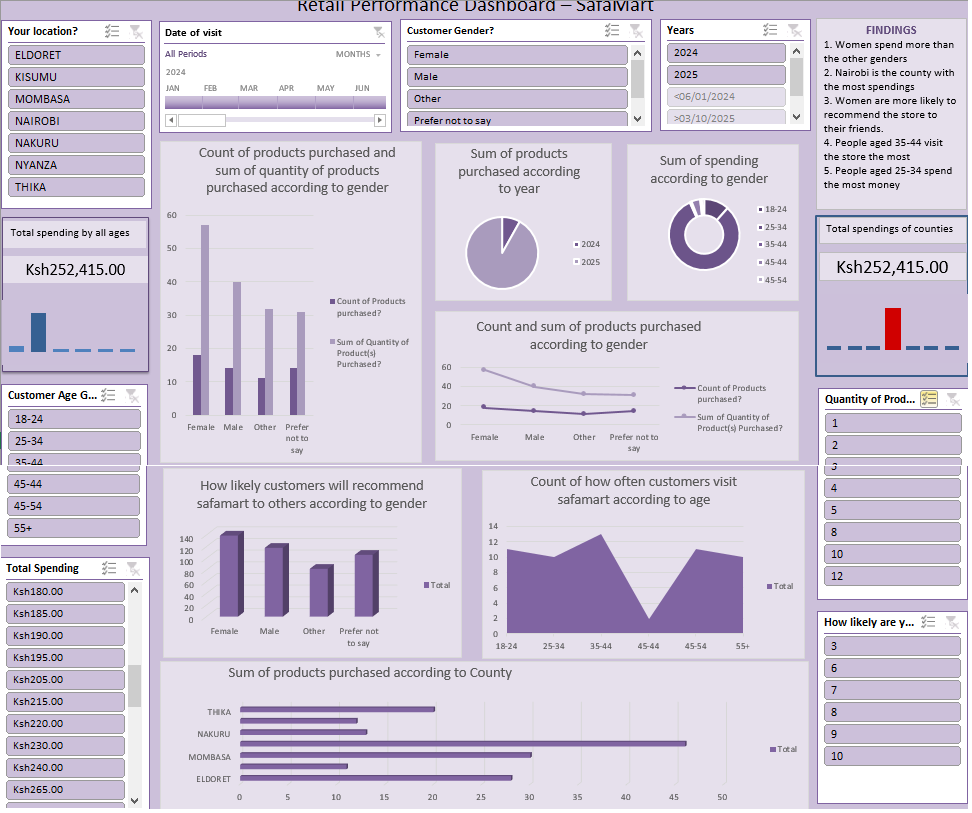 Retail Performance Dashboard – SafaMart
Your location?
ELDORET
KISUMU
MOMBASA
NAIROBI
NAKURU
NYANZA
THIKA
Date of visit
All Periods
MONTHS
2024
JAN FEB MAR APR MAY JUN
Customer Gender?
Female
Male
Other
Prefer not to say
Years
2024
2025
<06/01/2024
>03/10/2025
FINDINGS
1. Women spend more than
the other genders
2. Nairobi is the county with
the most spendings
3. Women are more likely to
recommend the store to
their friends.
4. People aged 35-44 visit
the store the most
5. People aged 25-34 spend
the most money
Total spending by all ages
Ksh252,415.00
Count of products purchased and
sum of quantity of products
purchased according to gender
60
50
40
30
20
10
0
Female Male Other Prefer
not to
say
Count of Products
purchased?
Sum of Quantity of
Product(s)
Purchased?
Sum of products
purchased according
to year
2024
2025
Sum of spending
according to gender
18-24
25-34
35-44
45-44
45-54
Total spendings of counties
Ksh252,415.00
Count and sum of products purchased
according to gender
60
40
20
0
Female Male Other Prefer not to
say
Count of Products
purchased?
Sum of Quantity of
Product(s) Purchased?
Customer Age G...
18-24
25-34
35-44
45-44
45-54
55+
Quantity of Prod...
1
2
3
4
5
8
10
12
How likely customers will recommend
safamart to others according to gender
140
120
100
80
60
40
20
0
Female Male Other Prefer not
to say
Total
Count of how often customers visit
safamart according to age
14
12
10
8
6
4
2
0
18-24 25-34 35-44 45-44 45-54 55+
Total
Total Spending
Ksh180.00
Ksh185.00
Ksh190.00
Ksh195.00
Ksh205.00
Ksh215.00
Ksh220.00
Ksh230.00
Ksh240.00
Ksh265.00
How likely are y...
3
6
7
8
9
10
Sum of products purchased according to County
THIKA
NAKURU
MOMBASA
ELDORET
0 5 10 15 20 25 30 35 40 45 50
Total